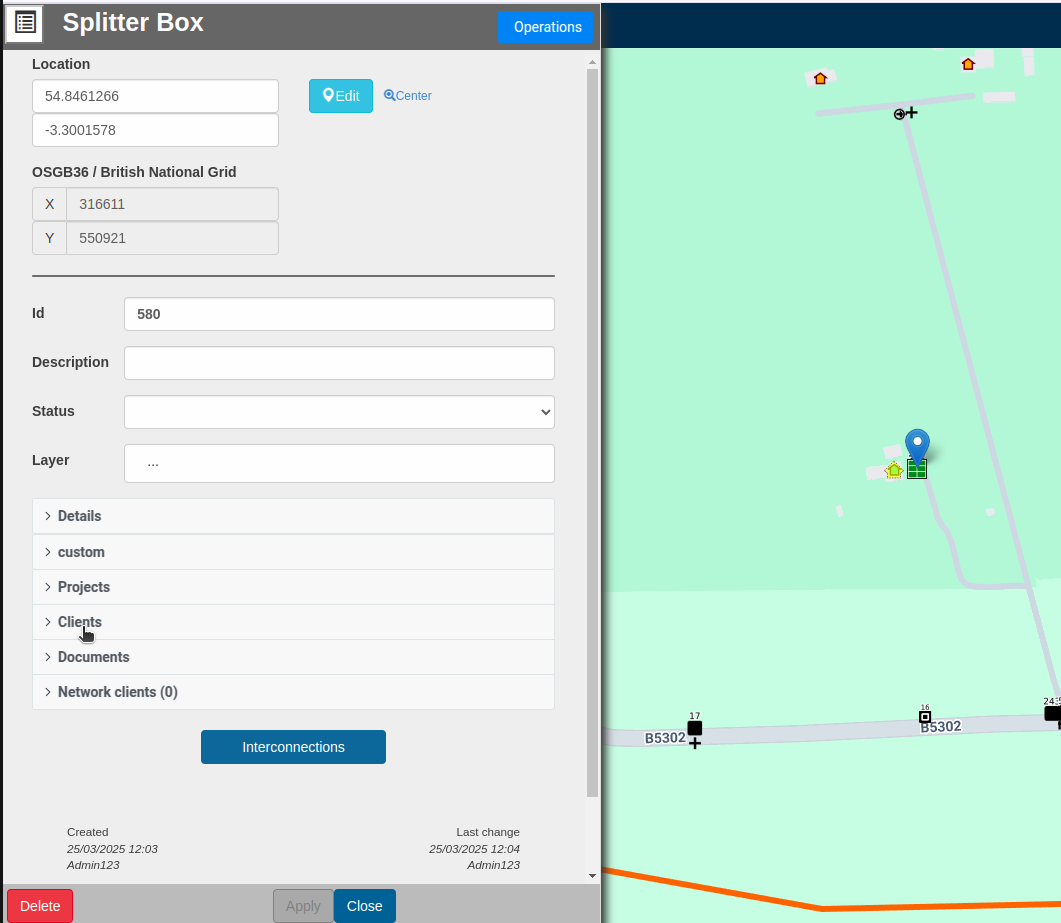 Splitter Box
Operations
Location
54.8461266
Edit
Center
-3.3001578
OSGB36 / British National Grid
X 316611
Y 550921
Id 580
Description
Status
Layer ...
Details
custom
Projects
Clients
Documents
Network clients (0)
Interconnections
Created
25/03/2025 12:03
Admin123
Last change
25/03/2025 12:04
Admin123
Delete
Apply
Close
17
B5302
16
B5302